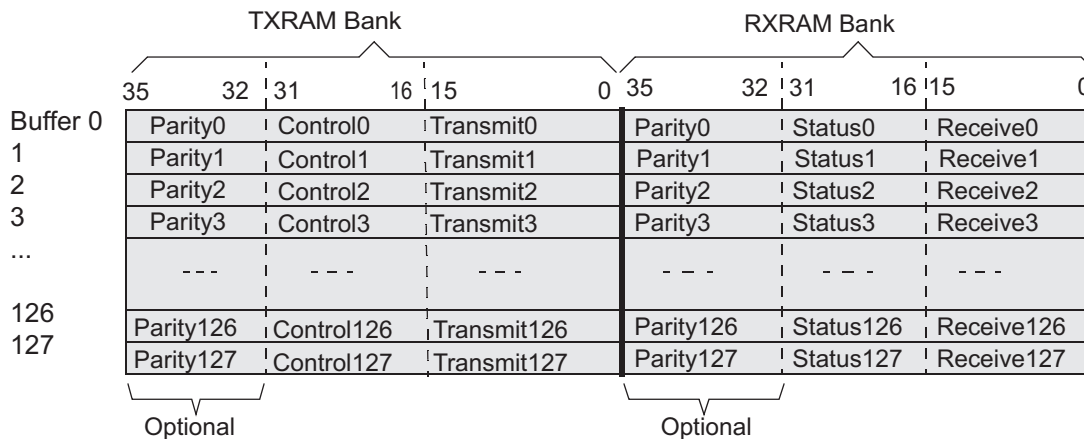 TXRAM Bank RXRAM Bank
35 32 31 16 15 0 35 32 31 16 15 0
Buffer 0 Parity0 Control0 Transmit0 Parity0 Status0 Receive0
1 Parity1 Control1 Transmit1 Parity1 Status1 Receive1
2 Parity2 Control2 Transmit2 Parity2 Status2 Receive2
3 Parity3 Control3 Transmit3 Parity3 Status3 Receive3
...
126 Parity126 Control126 Transmit126 Parity126 Status126 Receive126
127 Parity127 Control127 Transmit127 Parity127 Status127 Receive127
Optional Optional